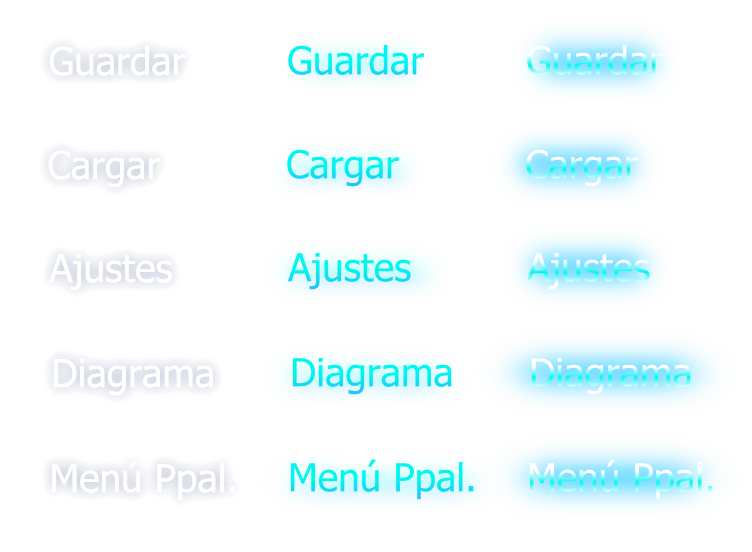 Guardar Guardar Guardar
Cargar Cargar Cargar
Ajustes Ajustes Ajustes
Diagrama Diagrama Diagrama
Menú Ppal. Menú Ppal. Menú Ppal.